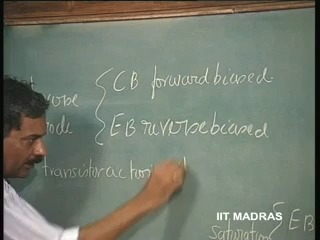 CB forward biased
EB reverse biased
transistor action
saturation { EB
IIT MADRAS